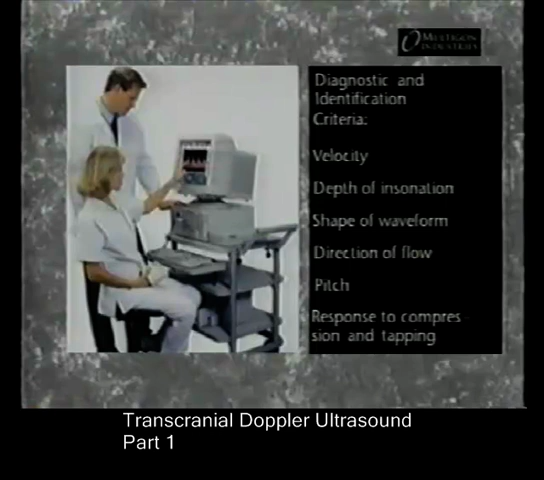 MULTIGON
INDUSTRIES
Diagnostic and
Identification
Criteria:
Velocity
Depth of insonation
Shape of waveform
Direction of flow
Pitch
Response to compres-
sion and tapping
Transcranial Doppler Ultrasound
Part 1